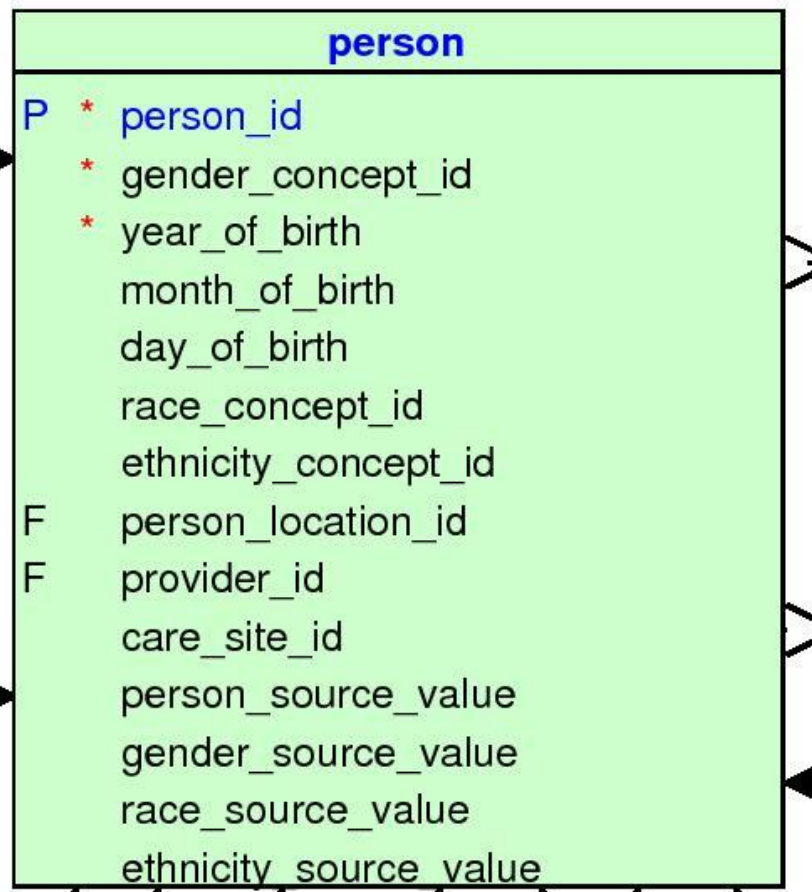 person
P * person_id
* gender_concept_id
* year_of_birth
month_of_birth
day_of_birth
race_concept_id
ethnicity_concept_id
F person_location_id
F provider_id
care_site_id
person_source_value
gender_source_value
race_source_value
ethnicity_source_value